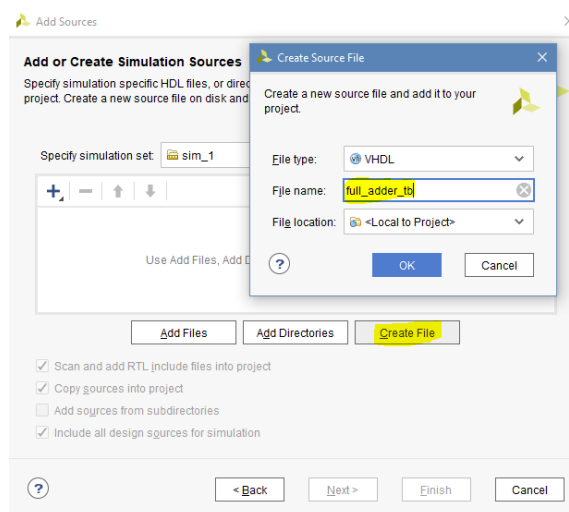 Add Sources
Add or Create Simulation Sources
Specify simulation specific HDL files, or direc
project. Create a new source file on disk and
Specify simulation set: sim_1
Use Add Files, Add D
Add Files
Add Directories
Create File
Scan and add RTL include files into project
Copy sources into project
Add sources from subdirectories
Include all design sources for simulation
? < Back Next > Finish Cancel
Create Source File
Create a new source file and add it to your
project.
File type: VHDL
File name: full_adder_tb
File location: <Local to Project>
? OK Cancel